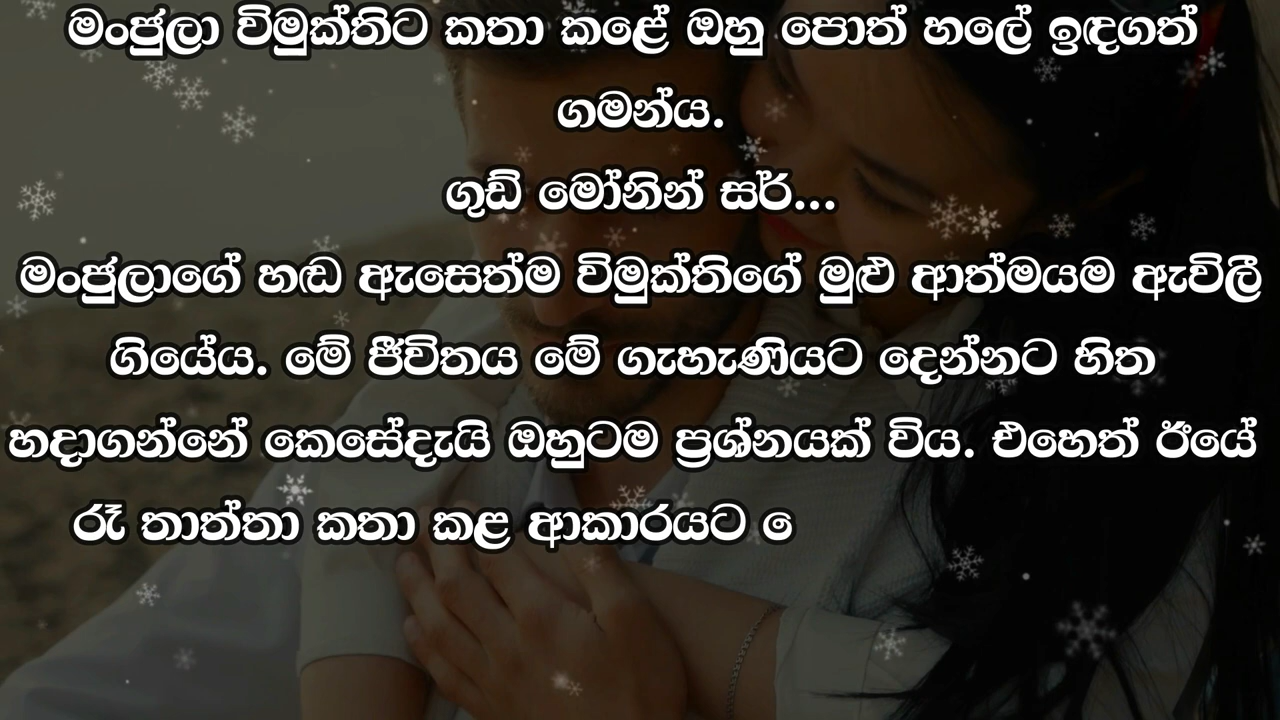 මංජුලා විමුක්තිට කතා කළේ ඔහු පොත් හලේ ඉඳගත්
ගමන්ය.
ගුඩ් මෝනින් සර්...
මංජුලාගේ හඬ ඇසෙත්ම විමුක්තිගේ මුළු ආත්මයම ඇවිලී
ගියේය. මේ ජීවිතය මේ ගැහැණියට දෙන්නට හිත
හදාගන්නේ කෙසේදැයි ඔහුටම ප්‍රශ්නයක් විය. එහෙත් ඊයේ
රෑ තාත්තා කතා කළ ආකාරයට ෙ